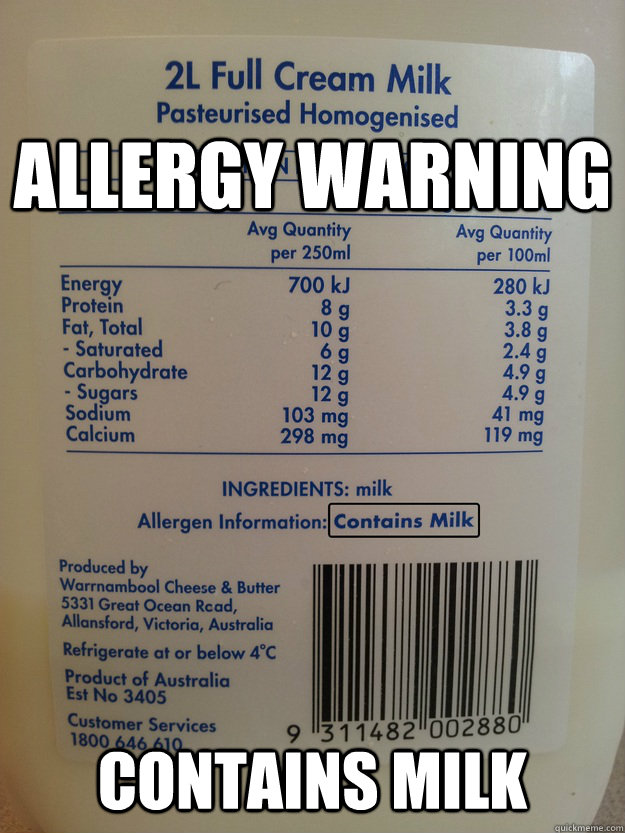 2L Full Cream Milk
Pasteurised Homogenised
ALLERGY WARNING
Avg Quantity Avg Quantity
per 250ml per 100ml
Energy 700 kJ 280 kJ
Protein 8 g 3.3 g
Fat, Total 10 g 3.8 g
- Saturated 6 g 2.4 g
Carbohydrate 12 g 4.9 g
- Sugars 12 g 4.9 g
Sodium 103 mg 41 mg
Calcium 298 mg 119 mg
INGREDIENTS: milk
Allergen Information: Contains Milk
Produced by
Warrnambool Cheese & Butter
5331 Great Ocean Road,
Allansford, Victoria, Australia
Refrigerate at or below 4°C
Product of Australia
Est No 3405
Customer Services
1800 646 610
9 311482 002880
CONTAINS MILK
quickmeme.com